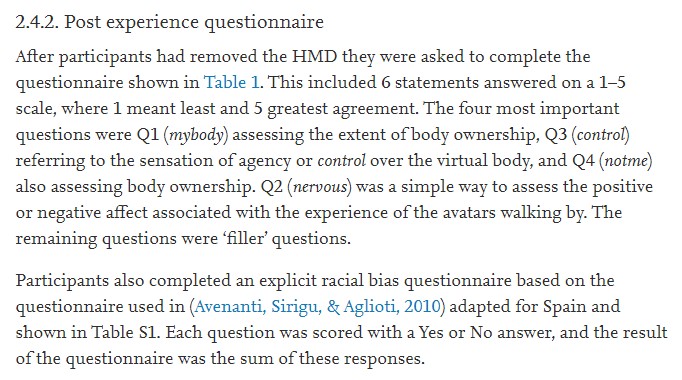 2.4.2. Post experience questionnaire
After participants had removed the HMD they were asked to complete the
questionnaire shown in Table 1. This included 6 statements answered on a 1–5
scale, where 1 meant least and 5 greatest agreement. The four most important
questions were Q1 (mybody) assessing the extent of body ownership, Q3 (control)
referring to the sensation of agency or control over the virtual body, and Q4 (notme)
also assessing body ownership. Q2 (nervous) was a simple way to assess the positive
or negative affect associated with the experience of the avatars walking by. The
remaining questions were ‘filler’ questions.
Participants also completed an explicit racial bias questionnaire based on the
questionnaire used in (Avenanti, Sirigu, & Aglioti, 2010) adapted for Spain and
shown in Table S1. Each question was scored with a Yes or No answer, and the result
of the questionnaire was the sum of these responses.